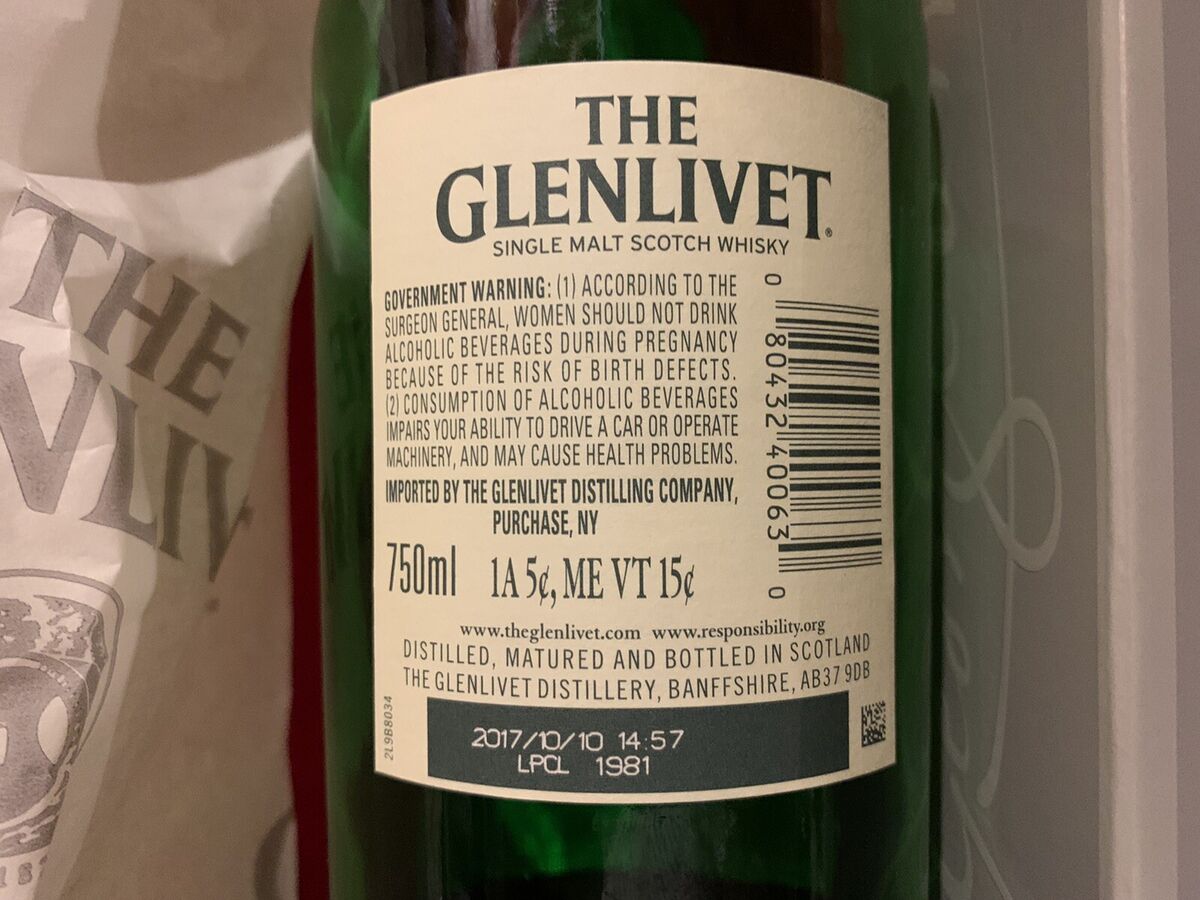 THE
VLIV
THE
GLENLIVET®
SINGLE MALT SCOTCH WHISKY
GOVERNMENT WARNING: (1) ACCORDING TO THE
SURGEON GENERAL, WOMEN SHOULD NOT DRINK
ALCOHOLIC BEVERAGES DURING PREGNANCY
BECAUSE OF THE RISK OF BIRTH DEFECTS.
(2) CONSUMPTION OF ALCOHOLIC BEVERAGES
IMPAIRS YOUR ABILITY TO DRIVE A CAR OR OPERATE
MACHINERY, AND MAY CAUSE HEALTH PROBLEMS.
IMPORTED BY THE GLENLIVET DISTILLING COMPANY,
PURCHASE, NY
0 80432 40063 0
750ml 1A 5¢, ME VT 15¢
www.theglenlivet.com www.responsibility.org
DISTILLED, MATURED AND BOTTLED IN SCOTLAND
THE GLENLIVET DISTILLERY, BANFFSHIRE, AB37 9DB
2L9B8034
2017/10/10 14:57
LPCL 1981